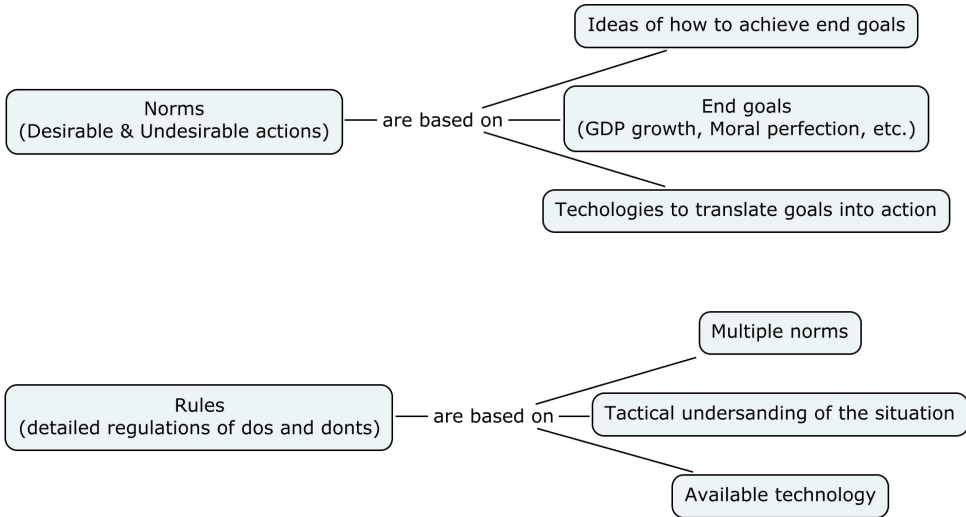 Ideas of how to achieve end goals
Norms
(Desirable & Undesirable actions)
are based on
End goals
(GDP growth, Moral perfection, etc.)
Techologies to translate goals into action
Multiple norms
Rules
(detailed regulations of dos and donts)
are based on
Tactical undersanding of the situation
Available technology